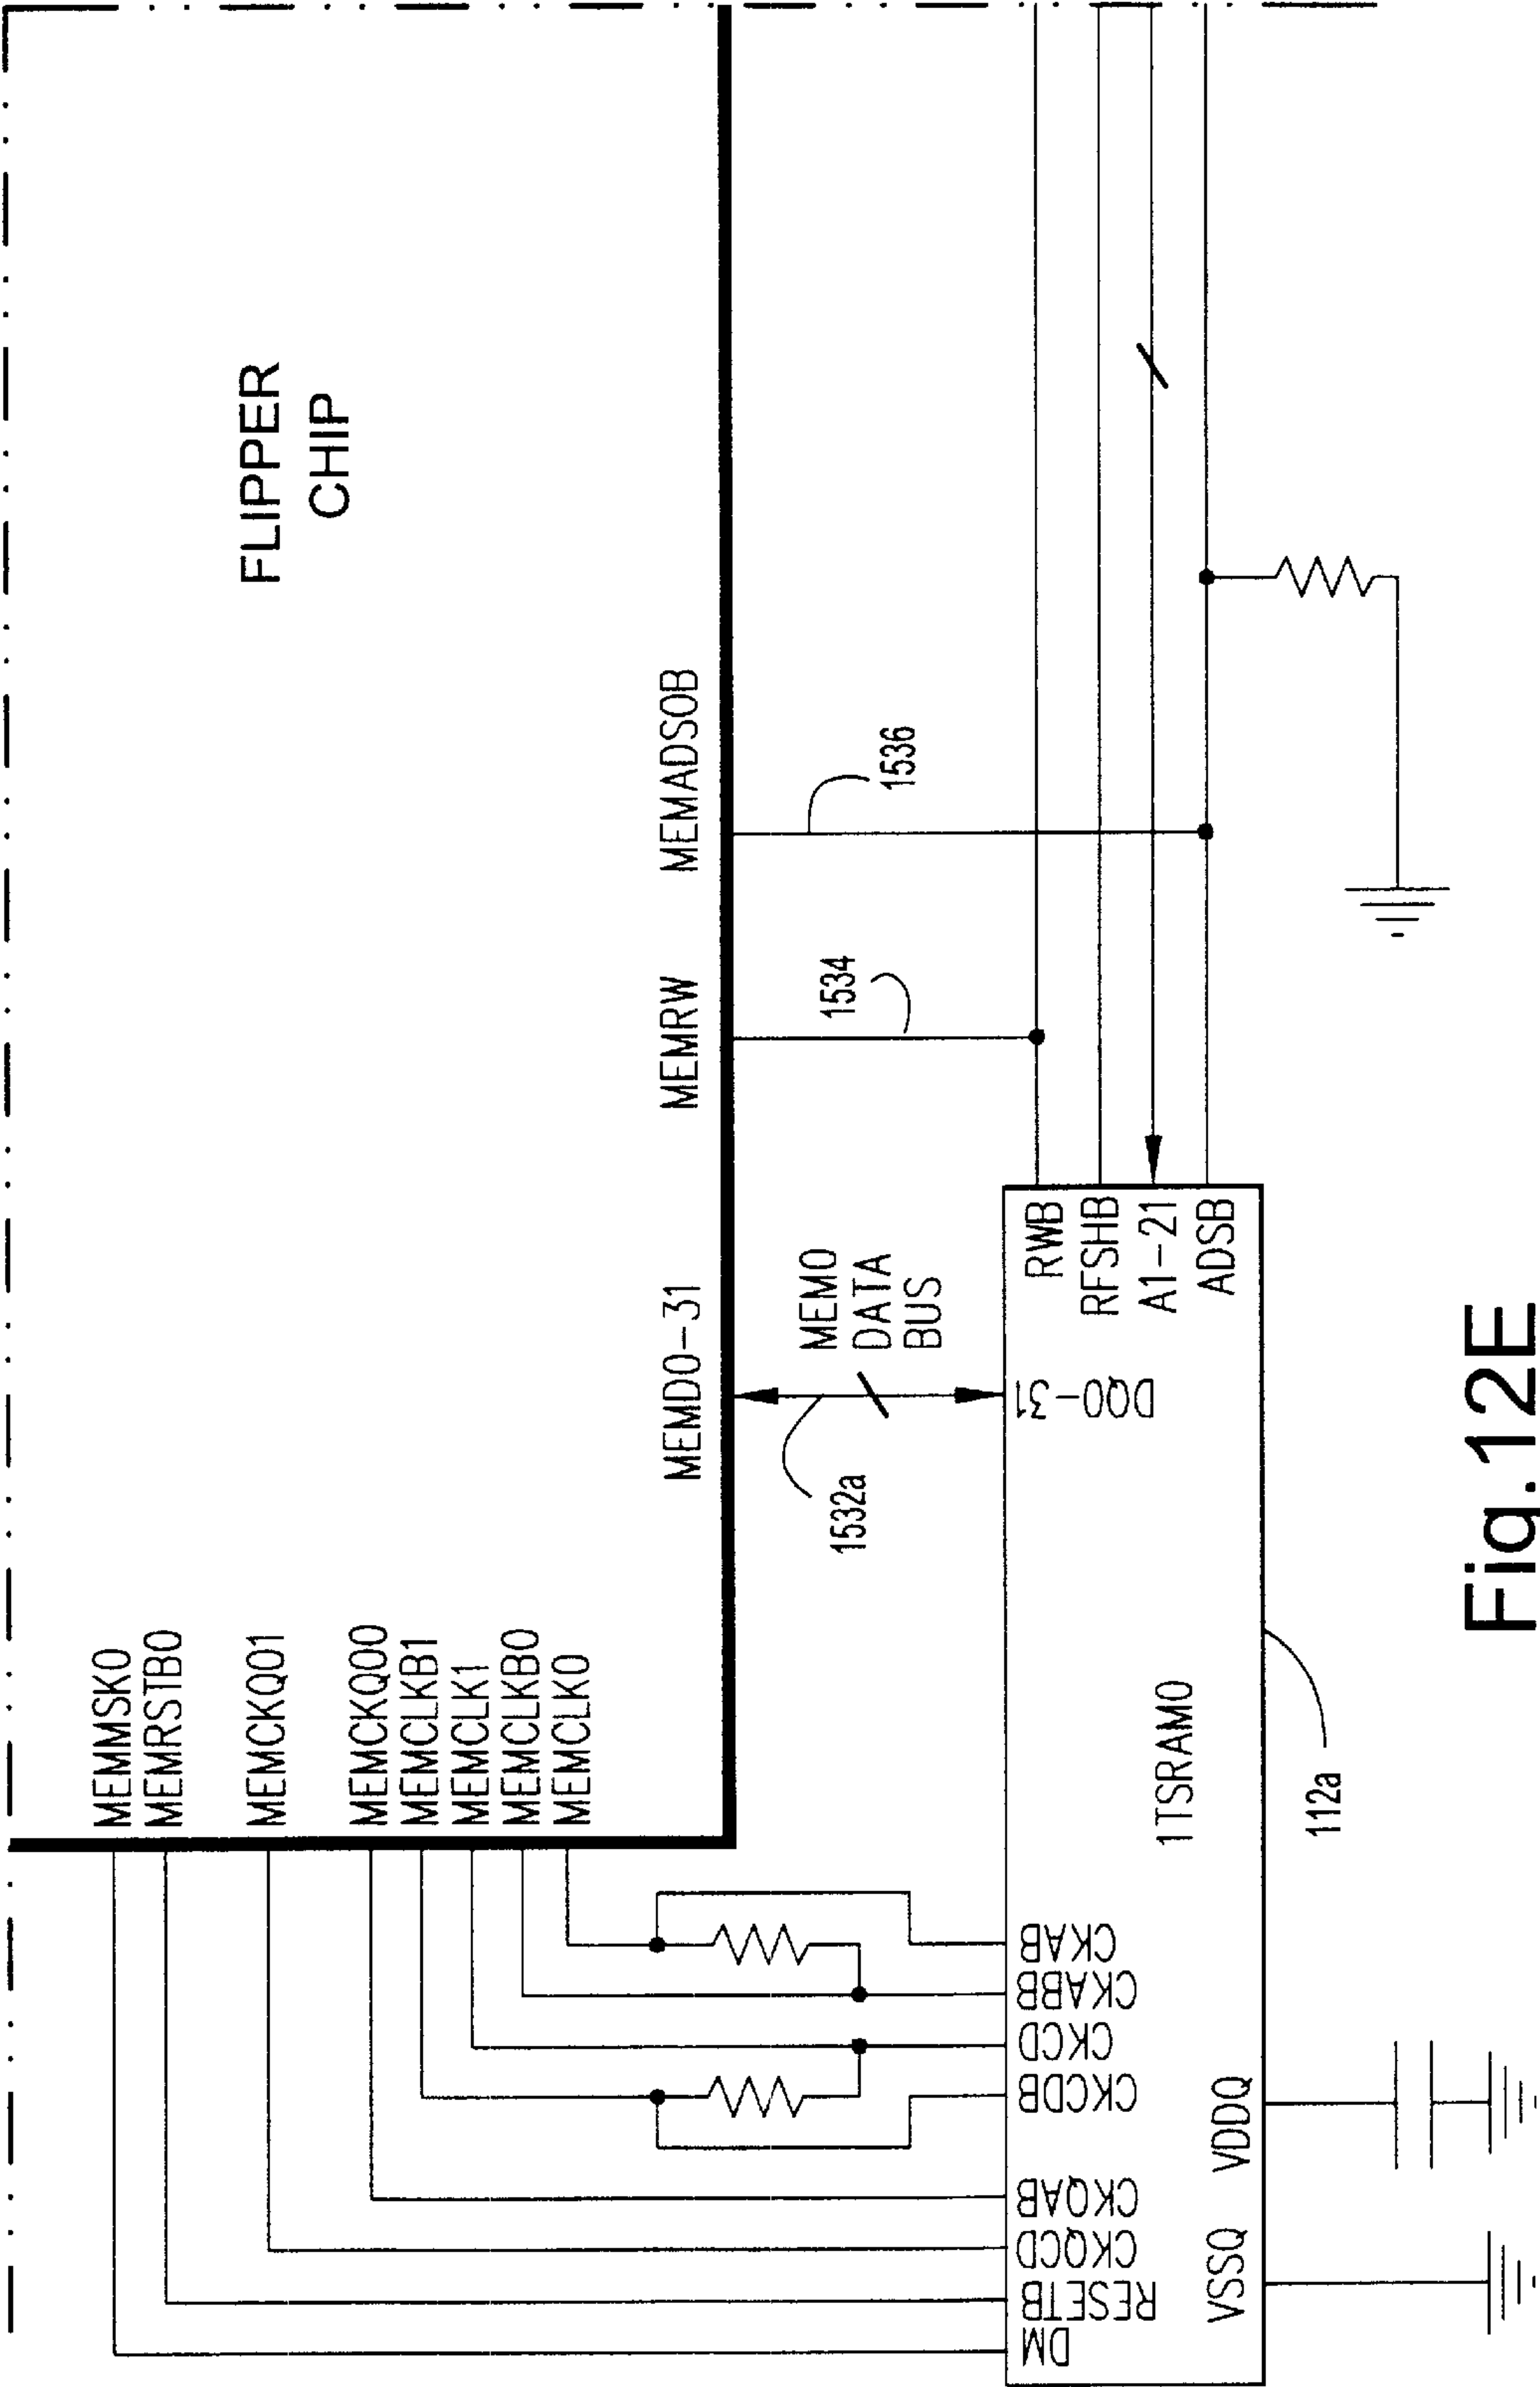 FLIPPER
CHIP
MEMMSK0
MEMRSTB0
MEMCKQ01
MEMCKQ00
MEMCLKB1
MEMCLK1
MEMCLKB0
MEMCLK0
MEMD0-31
MEMRW
MEMADSOB
1532a
MEM0
DATA
BUS
1534
1536
DM
RESETB
CKQCD
CKQAB
CKCDB
CKCD
CKABB
CKAB
DQ0-31
RWB
RFSHB
A1-21
ADSB
1TSRAM0
VSSQ
VDDQ
112a
Fig.12E